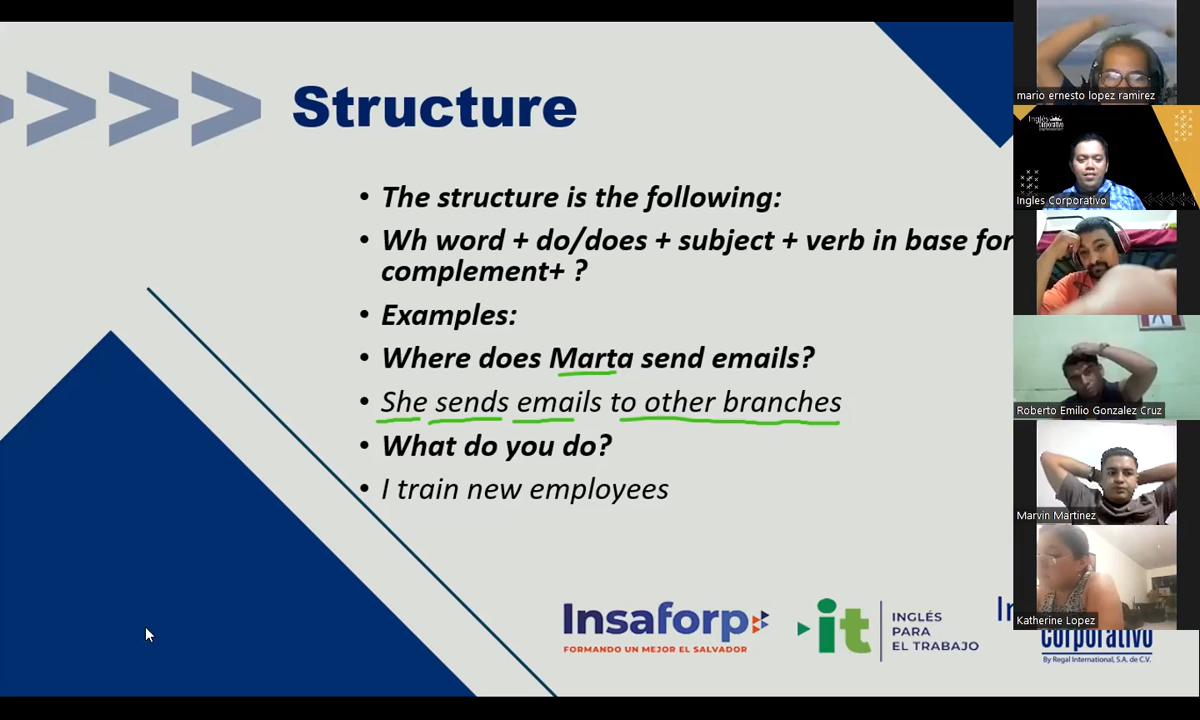 Structure
• The structure is the following:
• Wh word + do/does + subject + verb in base for
complement+ ?
• Examples:
• Where does Marta send emails?
• She sends emails to other branches
• What do you do?
• I train new employees
Insaforp
FORMANDO UN MEJOR EL SALVADOR
it
INGLÉS
PARA
EL TRABAJO
In
corporativo
By Regal International, S.A. de C.V.
mario ernesto lopez ramirez
Inglés
corporativo
Ingles Corporativo
Roberto Emilio Gonzalez Cruz
Marvin Martinez
Katherine Lopez